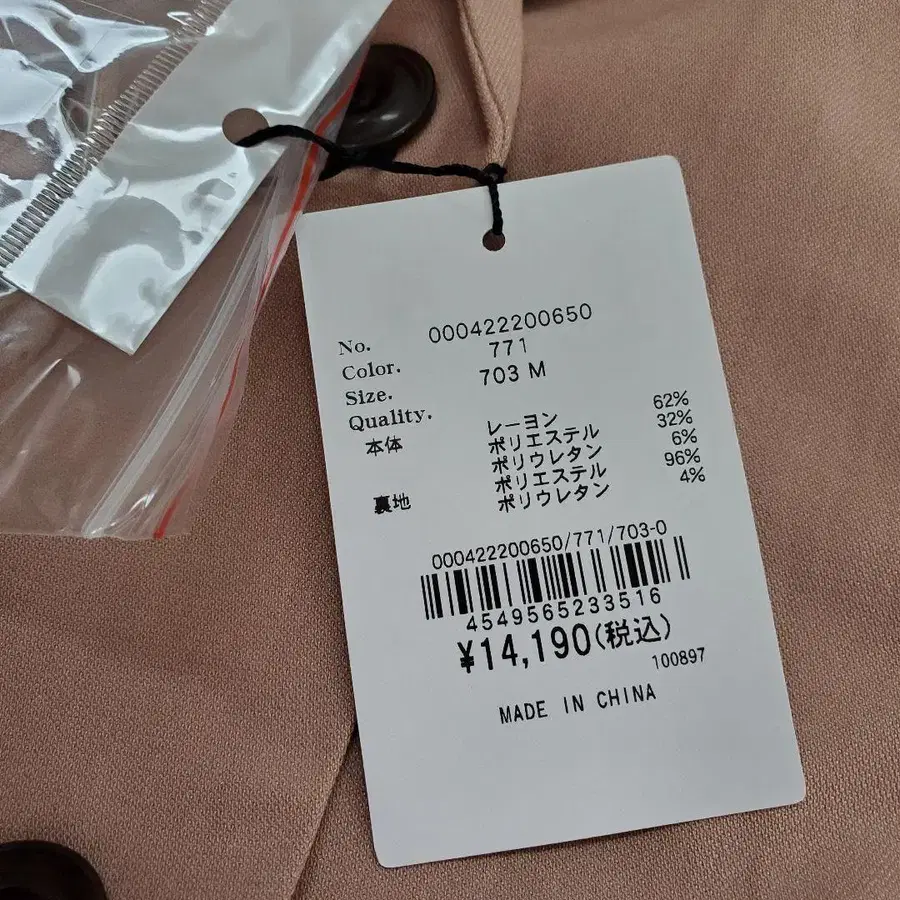 No. 000422200650
Color. 771
Size. 703 M
Quality.
本体 レーヨン 62%
ポリエステル 32%
ポリウレタン 6%
裏地 ポリエステル 96%
ポリウレタン 4%
000422200650/771/703-0
4549565233516
¥14,190(税込)
100897
MADE IN CHINA